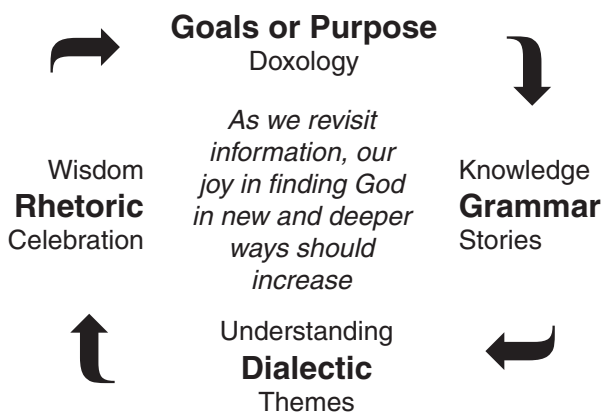 Goals or Purpose
Doxology
As we revisit
information, our
joy in finding God
in new and deeper
ways should
increase
Wisdom
Rhetoric
Celebration
Knowledge
Grammar
Stories
Understanding
Dialectic
Themes